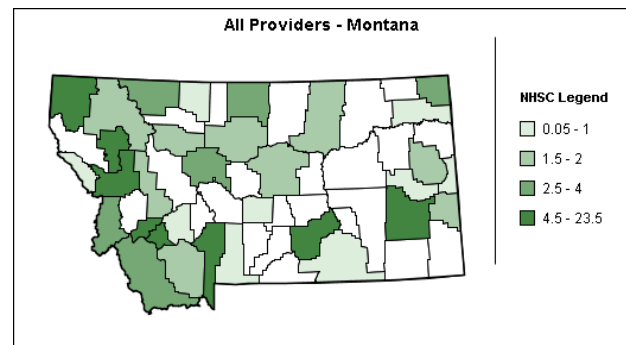 All Providers - Montana
NHSC Legend
0.05 - 1
1.5 - 2
2.5 - 4
4.5 - 23.5